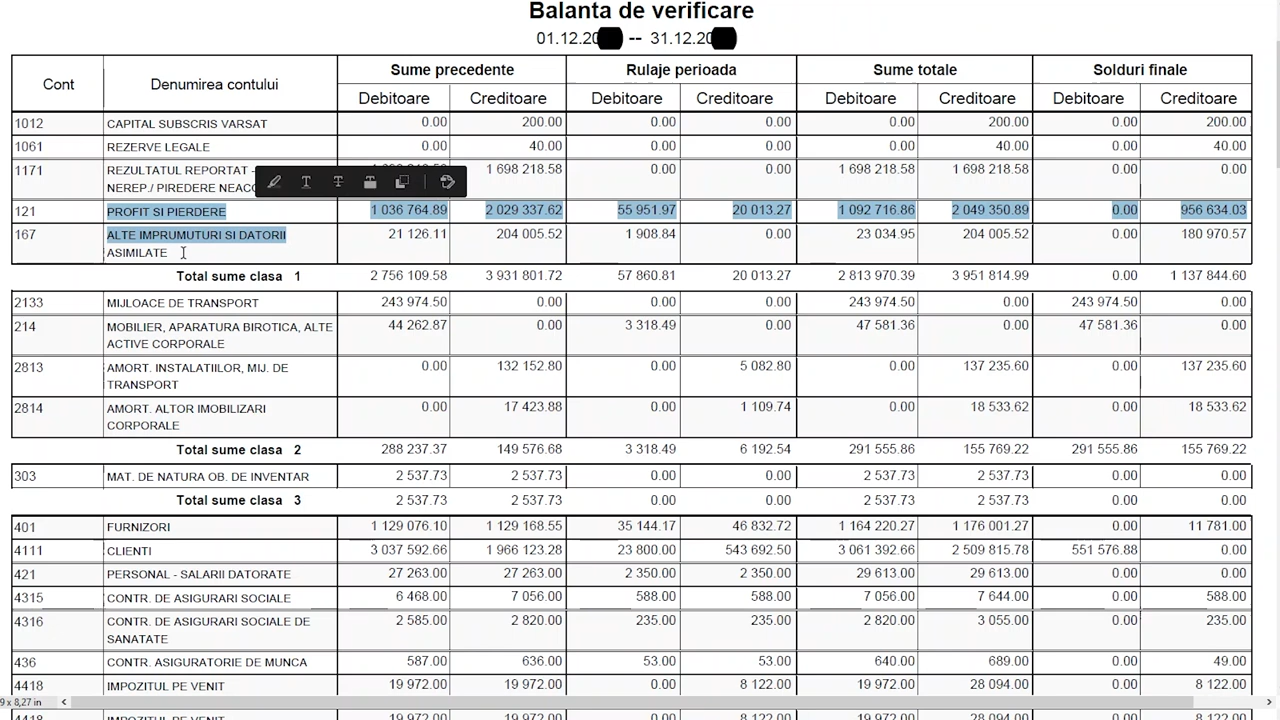 Balanta de verificare
01.12.20 -- 31.12.20
Cont Denumirea contului Sume precedente Rulaje perioada Sume totale Solduri finale
Debitoare Creditoare Debitoare Creditoare Debitoare Creditoare Debitoare Creditoare
1012 CAPITAL SUBSCRIS VARSAT 0.00 200.00 0.00 0.00 0.00 200.00 0.00 200.00
1061 REZERVE LEGALE 0.00 40.00 0.00 0.00 0.00 40.00 0.00 40.00
1171 REZULTATUL REPORTAT - 1 698 218.58 0.00 0.00 1 698 218.58 1 698 218.58 0.00 0.00
NEREP./ PIREDERE
121 PROFIT SI PIERDERE 1 036 764.89 2 029 337.62 55 951.97 20 013.27 1 092 716.86 2 049 350.89 0.00 956 634.03
167 ALTE IMPRUMUTURI SI DATORII 21 126.11 204 005.52 1 908.84 0.00 23 034.95 204 005.52 0.00 180 970.57
ASIMILATE
Total sume clasa 1 2 756 109.58 3 931 801.72 57 860.81 20 013.27 2 813 970.39 3 951 814.99 0.00 1 137 844.60
2133 MIJLOACE DE TRANSPORT 243 974.50 0.00 0.00 0.00 243 974.50 0.00 243 974.50 0.00
214 MOBILIER, APARATURA BIROTICA, ALTE 44 262.87 0.00 3 318.49 0.00 47 581.36 0.00 47 581.36 0.00
ACTIVE CORPORALE
2813 AMORT. INSTALATIILOR, MIJ. DE 0.00 132 152.80 0.00 5 082.80 0.00 137 235.60 0.00 137 235.60
TRANSPORT
2814 AMORT. ALTOR IMOBILIZARI 0.00 17 423.88 0.00 1 109.74 0.00 18 533.62 0.00 18 533.62
CORPORALE
Total sume clasa 2 288 237.37 149 576.68 3 318.49 6 192.54 291 555.86 155 769.22 291 555.86 155 769.22
303 MAT. DE NATURA OB. DE INVENTAR 2 537.73 2 537.73 0.00 0.00 2 537.73 2 537.73 0.00 0.00
Total sume clasa 3 2 537.73 2 537.73 0.00 0.00 2 537.73 2 537.73 0.00 0.00
401 FURNIZORI 1 129 076.10 1 129 168.55 35 144.17 46 832.72 1 164 220.27 1 176 001.27 0.00 11 781.00
4111 CLIENTI 3 037 592.66 1 966 123.28 23 800.00 543 692.50 3 061 392.66 2 509 815.78 551 576.88 0.00
421 PERSONAL - SALARII DATORATE 27 263.00 27 263.00 2 350.00 2 350.00 29 613.00 29 613.00 0.00 0.00
4315 CONTR. DE ASIGURARI SOCIALE 6 468.00 7 056.00 588.00 588.00 7 056.00 7 644.00 0.00 588.00
4316 CONTR. DE ASIGURARI SOCIALE DE 2 585.00 2 820.00 235.00 235.00 2 820.00 3 055.00 0.00 235.00
SANATATE
436 CONTR. ASIGURATORIE DE MUNCA 587.00 636.00 53.00 53.00 640.00 689.00 0.00 49.00
4418 IMPOZITUL PE VENIT 19 972.00 19 972.00 0.00 8 122.00 19 972.00 28 094.00 0.00 8 122.00
9 x 8,27 in
4418 IMPOZITUL PE VENIT 19 972.00 19 972.00 0.00 8 122.00 19 972.00 28 094.00 0.00 8 122.00